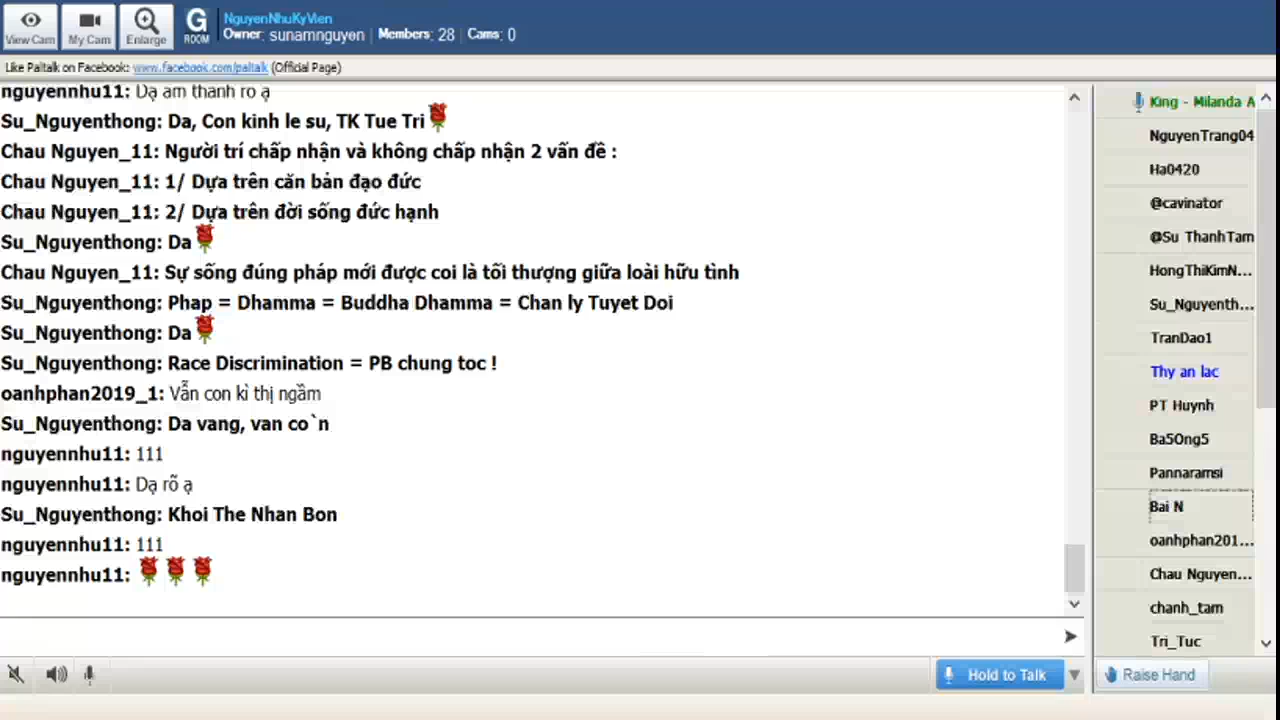 View Cam
My Cam
Enlarge
G
ROOM
NguyenNhuKyVien
Owner: sunamnguyen | Members: 28 | Cams: 0
Like Paltalk on Facebook: www.facebook.com/paltalk (Official Page)
nguyennhu11: Dạ âm thanh rõ ạ
Su_Nguyenthong: Da, Con kinh le su, TK Tue Tri
Chau Nguyen_11: Người trí chấp nhận và không chấp nhận 2 vấn đề :
Chau Nguyen_11: 1/ Dựa trên căn bản đạo đức
Chau Nguyen_11: 2/ Dựa trên đời sống đức hạnh
Su_Nguyenthong: Da
Chau Nguyen_11: Sự sống đúng pháp mới được coi là tối thượng giữa loài hữu tình
Su_Nguyenthong: Phap = Dhamma = Buddha Dhamma = Chan ly Tuyet Doi
Su_Nguyenthong: Da
Su_Nguyenthong: Race Discrimination = PB chung toc !
oanhphan2019_1: Vẫn con kì thị ngầm
Su_Nguyenthong: Da vang, van co`n
nguyennhu11: 111
nguyennhu11: Dạ rõ ạ
Su_Nguyenthong: Khoi The Nhan Bon
nguyennhu11: 111
nguyennhu11:
Hold to Talk
King - Milanda A
NguyenTrang04
Ha0420
@cavinator
@Su ThanhTam
HongThiKimN...
Su_Nguyenth...
TranDao1
Thy an lac
PT Huynh
Ba5Ong5
Pannaramsi
Bai N
oanhphan201...
Chau Nguyen...
chanh_tam
Tri_Tuc
Raise Hand